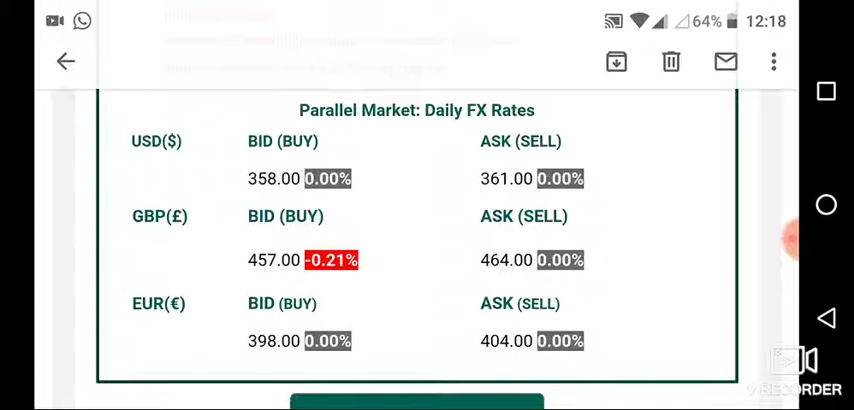 64% 12:18
Parallel Market: Daily FX Rates
USD($) BID (BUY) ASK (SELL)
358.00 0.00% 361.00 0.00%
GBP(£) BID (BUY) ASK (SELL)
457.00 -0.21% 464.00 0.00%
EUR(€) BID (BUY) ASK (SELL)
398.00 0.00% 404.00 0.00%
V RECORDER